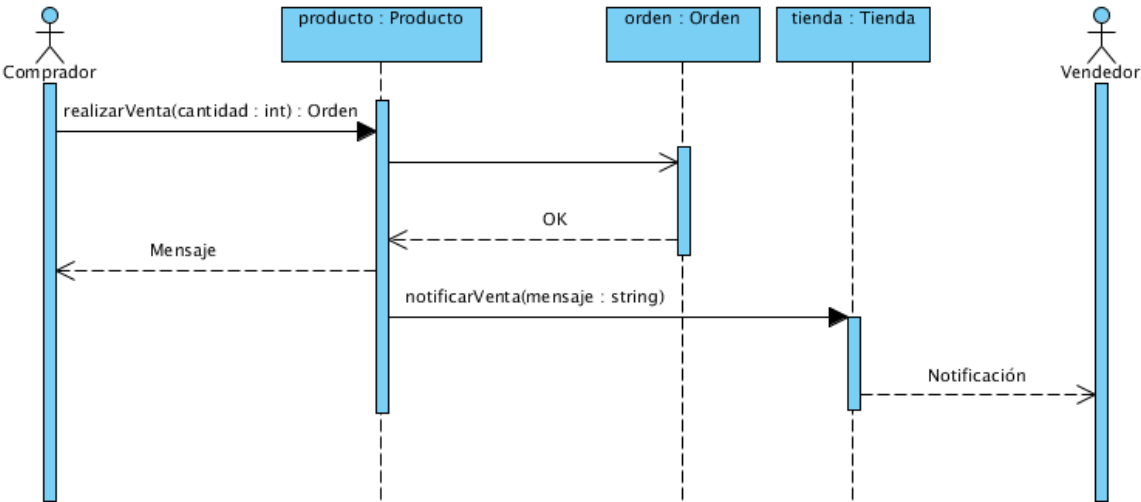 producto : Producto
orden : Orden
tienda : Tienda
Comprador
Vendedor
realizarVenta(cantidad : int) : Orden
OK
Mensaje
notificarVenta(mensaje : string)
Notificación